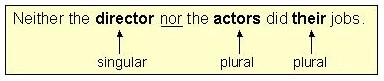 Neither the director nor the actors did their jobs.
singular plural plural